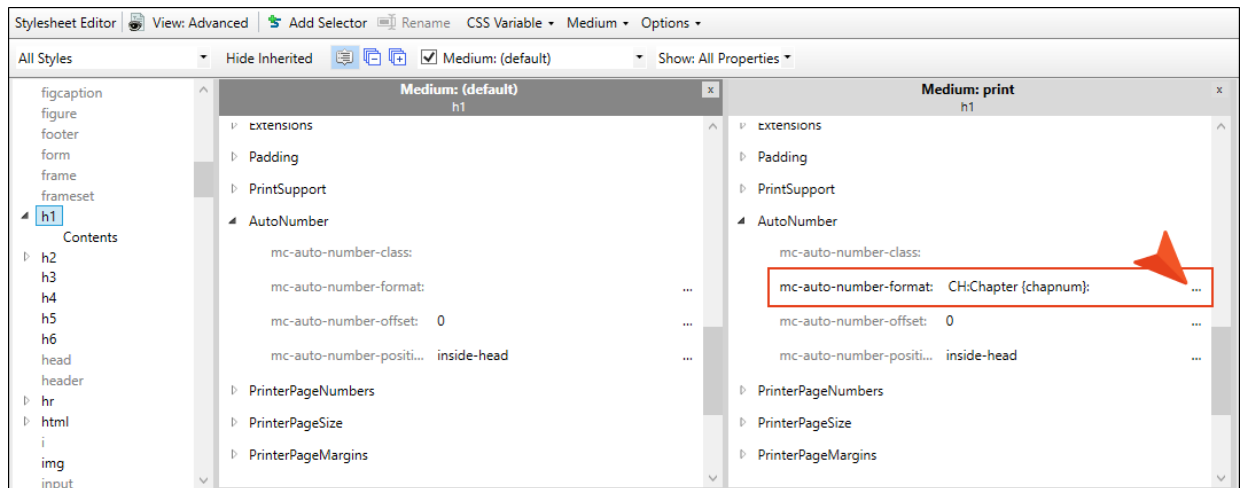 Stylesheet Editor View: Advanced Add Selector Rename CSS Variable Medium Options
All Styles Hide Inherited Medium: (default) Show: All Properties
figcaption
figure
footer
form
frame
frameset
h1
Contents
h2
h3
h4
h5
h6
head
header
hr
html
i
img
input
Medium: (default) x
h1
Extensions
Padding
PrintSupport
AutoNumber
mc-auto-number-class:
mc-auto-number-format: ...
mc-auto-number-offset: 0 ...
mc-auto-number-positi... inside-head ...
PrinterPageNumbers
PrinterPageSize
PrinterPageMargins
Medium: print x
h1
Extensions
Padding
PrintSupport
AutoNumber
mc-auto-number-class:
mc-auto-number-format: CH:Chapter {chapnum}: ...
mc-auto-number-offset: 0 ...
mc-auto-number-positi... inside-head ...
PrinterPageNumbers
PrinterPageSize
PrinterPageMargins